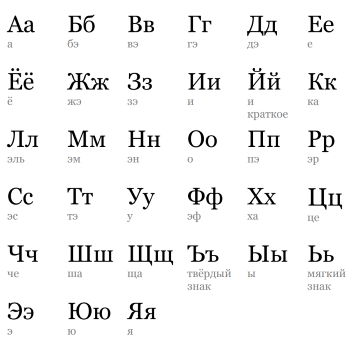 Аа Бб Вв Гг Дд Ее
а бэ вэ гэ дэ е
Ёё Жж Зз Ии Йй Кк
ё жэ зэ и и краткое ка
Лл Мм Нн Оо Пп Рр
эль эм эн о пэ эр
Сс Тт Уу Фф Хх Цц
эс тэ у эф ха це
Чч Шш Щщ Ъъ Ыы Ьь
че ша ща твёрдый знак ы мягкий знак
Ээ Юю Яя
э ю я